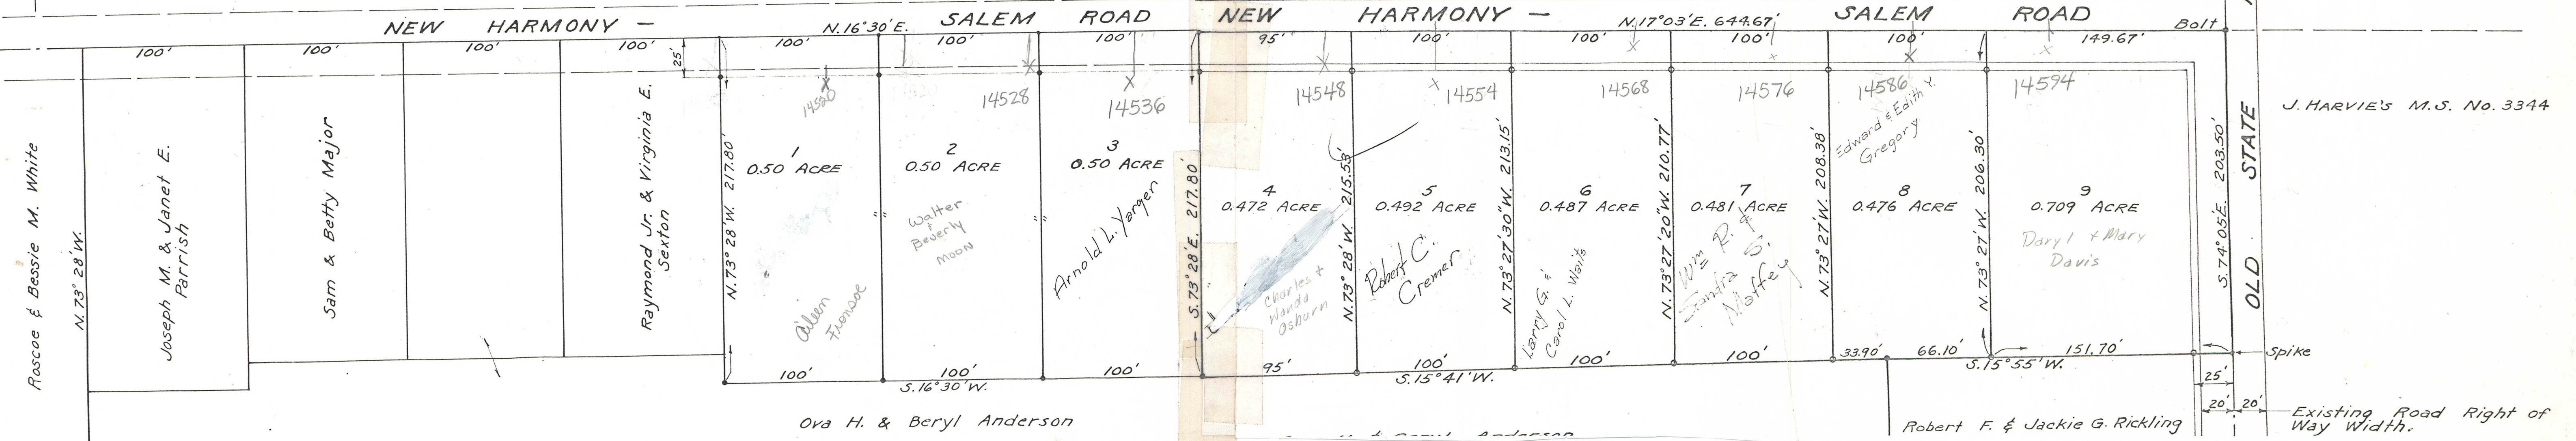 NEW HARMONY — SALEM ROAD NEW HARMONY — SALEM ROAD
N. 16° 30' E.
N. 17° 03' E. 644.67'
Bolt
100' 100' 100' 100' 100' 100' 100' 95' 100' 100' 100' 100' 149.67'
25'
14520 14528 14536 14548 14554 14568 14576 14586 14594
J. HARVIE'S M.S. No. 3344
Roscoe & Bessie M. White
N. 73° 28' W.
Joseph M. & Janet E.
Parrish
Sam & Betty Major
Raymond Jr. & Virginia E.
Sexton
N. 73° 28' W. 217.80'
1
0.50 ACRE
Aileen
2
0.50 ACRE
Walter
+
Beverly
Moon
3
0.50 ACRE
Arnold L. Yarger
S. 73° 28' E. 217.80'
4
0.472 ACRE
Charles +
Wanda
Osburn
N. 73° 28' W. 215.53'
5
0.492 ACRE
Robert C.
Cremer
N. 73° 27' 30" W. 213.15'
6
0.487 ACRE
Larry G. &
Carol L. Waits
N. 73° 27' 20" W. 210.77'
7
0.481 ACRE
Wm R. &
Sandra S.
Maffey
N. 73° 27' W. 208.38'
Edward & Edith Y.
Gregory
8
0.476 ACRE
N. 73° 27' W. 206.30'
9
0.709 ACRE
Daryl + Mary
Davis
S. 74° 05' E. 203.50'
OLD STATE
100' 100' 100' 95' 100' 100' 100' 33.90' 66.10' 151.70'
Spike
S. 16° 30' W.
S. 15° 41' W.
S. 15° 55' W.
25'
20' 20'
Ova H. & Beryl Anderson
Robert F. & Jackie G. Rickling
Existing Road Right of
Way Width.